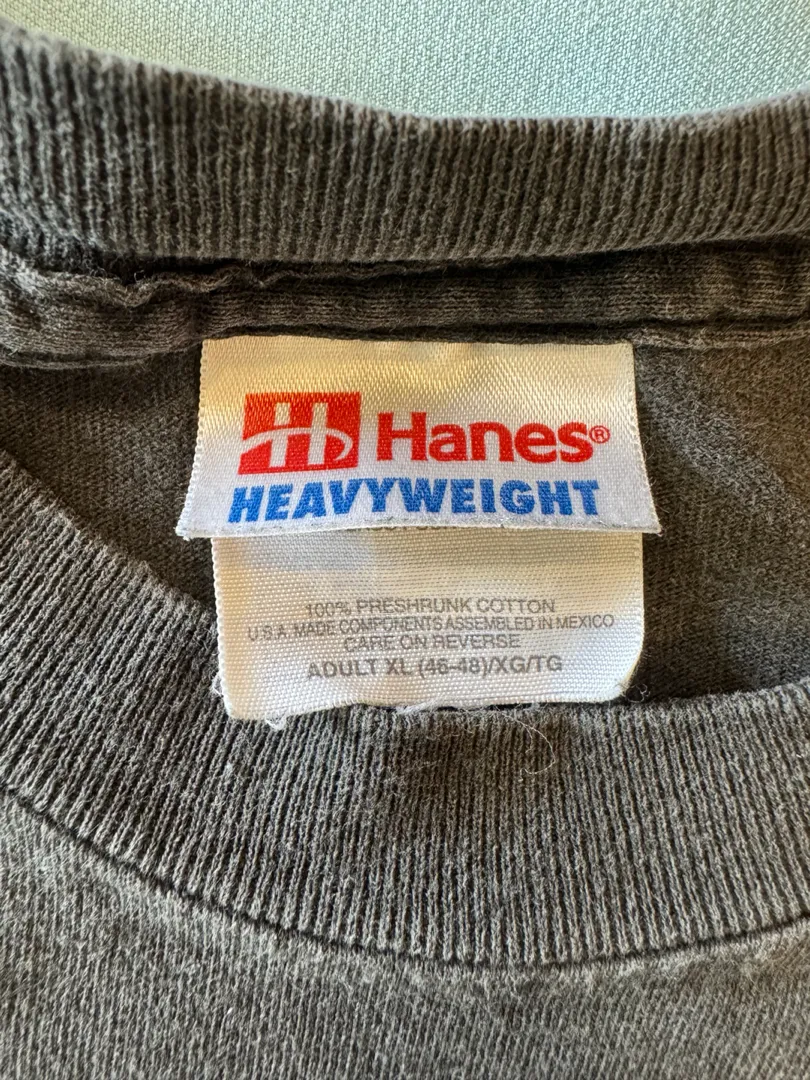 Hanes®
HEAVYWEIGHT
100% PRESHRUNK COTTON
U.S.A. MADE COMPONENTS ASSEMBLED IN MEXICO
CARE ON REVERSE
ADULT XL (46-48)/XG/TG